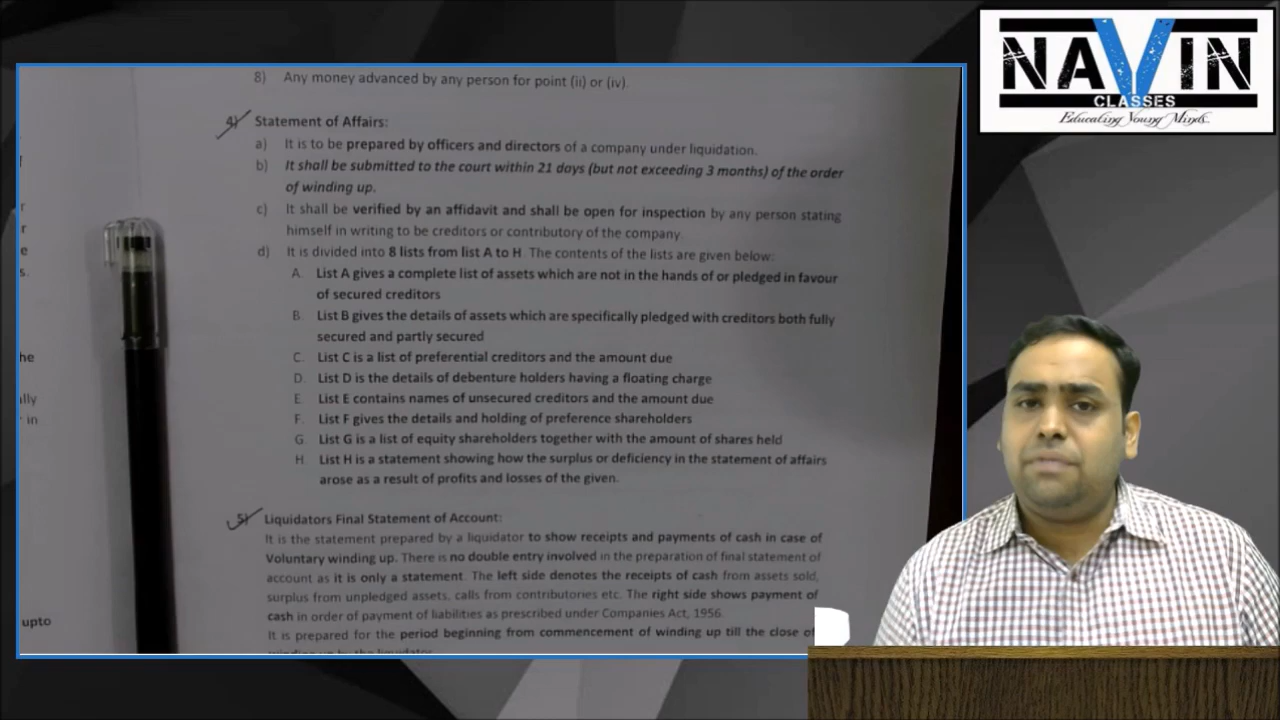 NAVIN
CLASSES
Educating Young Minds..
8) Any money advanced by any person for point (ii) or (iv).
4) Statement of Affairs:
a) It is to be prepared by officers and directors of a company under liquidation.
b) It shall be submitted to the court within 21 days (but not exceeding 3 months) of the order
of winding up.
c) It shall be verified by an affidavit and shall be open for inspection by any person stating
himself in writing to be creditors or contributory of the company.
d) It is divided into 8 lists from list A to H. The contents of the lists are given below:
A. List A gives a complete list of assets which are not in the hands of or pledged in favour
of secured creditors
B. List B gives the details of assets which are specifically pledged with creditors both fully
secured and partly secured
C. List C is a list of preferential creditors and the amount due
D. List D is the details of debenture holders having a floating charge
E. List E contains names of unsecured creditors and the amount due
F. List F gives the details and holding of preference shareholders
G. List G is a list of equity shareholders together with the amount of shares held
H. List H is a statement showing how the surplus or deficiency in the statement of affairs
arose as a result of profits and losses of the given.
5) Liquidators Final Statement of Account:
It is the statement prepared by a liquidator to show receipts and payments of cash in case of
Voluntary winding up. There is no double entry involved in the preparation of final statement of
account as it is only a statement. The left side denotes the receipts of cash from assets sold,
surplus from unpledged assets, calls from contributories etc. The right side shows payment of
cash in order of payment of liabilities as prescribed under Companies Act, 1956.
It is prepared for the period beginning from commencement of winding up till the close of
winding up by the liquidator
upto